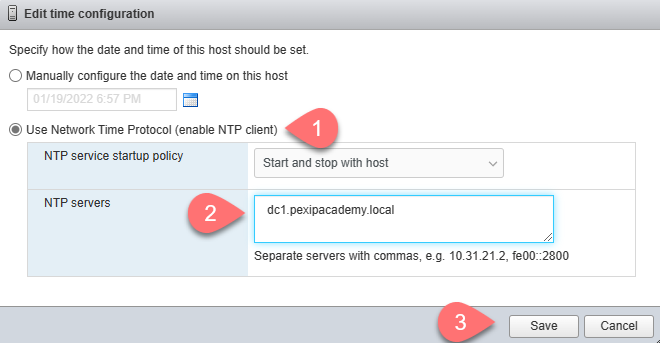 Edit time configuration
Specify how the date and time of this host should be set.
Manually configure the date and time on this host
01/19/2022 6:57 PM
Use Network Time Protocol (enable NTP client)
1
NTP service startup policy
Start and stop with host
NTP servers
2
dc1.pexipacademy.local
Separate servers with commas, e.g. 10.31.21.2, fe00::2800
3
Save
Cancel